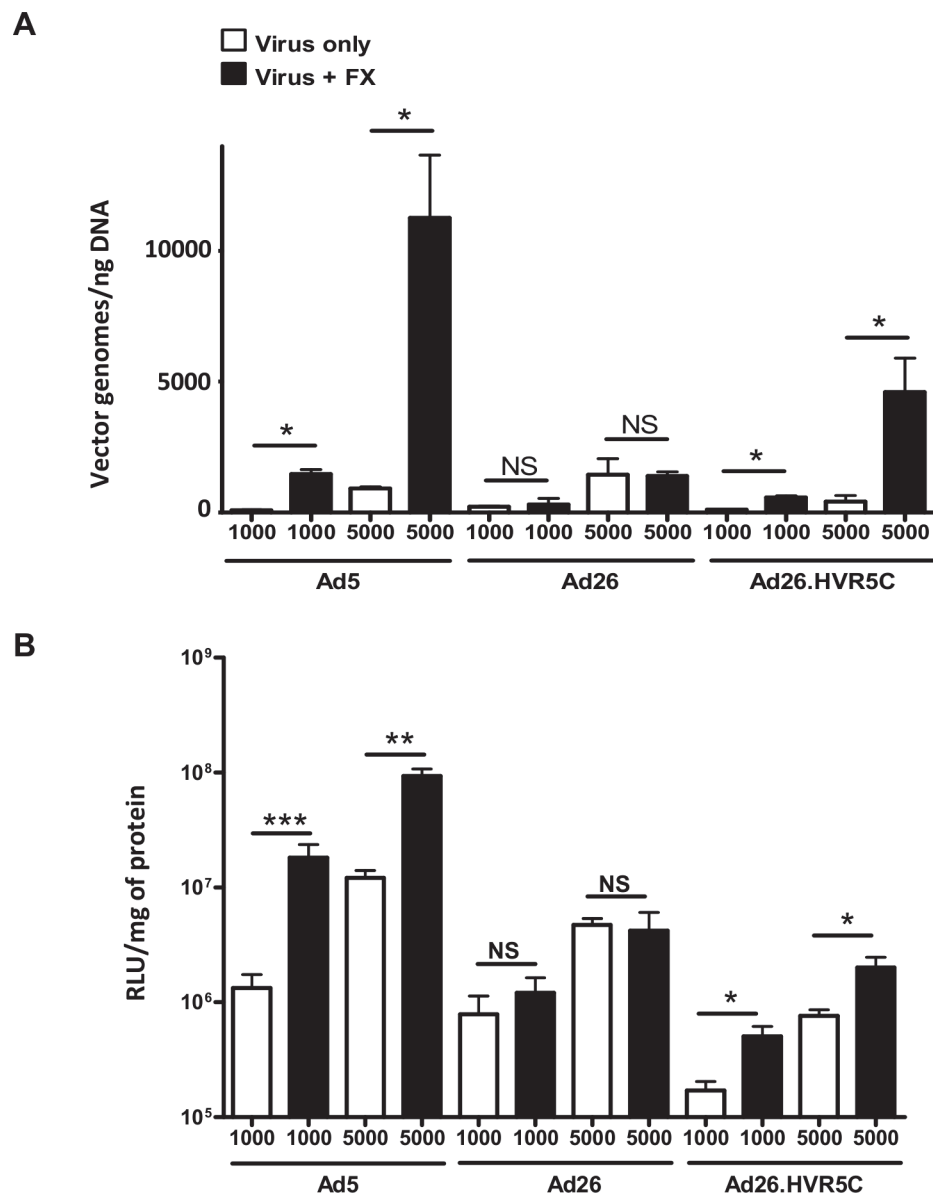 A
Virus only
Virus + FX
Vector genomes/ng DNA
10000
5000
0
*
*
NS
NS
*
*
1000 1000 5000 5000 1000 1000 5000 5000 1000 1000 5000 5000
Ad5 Ad26 Ad26.HVR5C
B
RLU/mg of protein
10⁹
10⁸
10⁷
10⁶
10⁵
***
**
NS
NS
*
*
1000 1000 5000 5000 1000 1000 5000 5000 1000 1000 5000 5000
Ad5 Ad26 Ad26.HVR5C